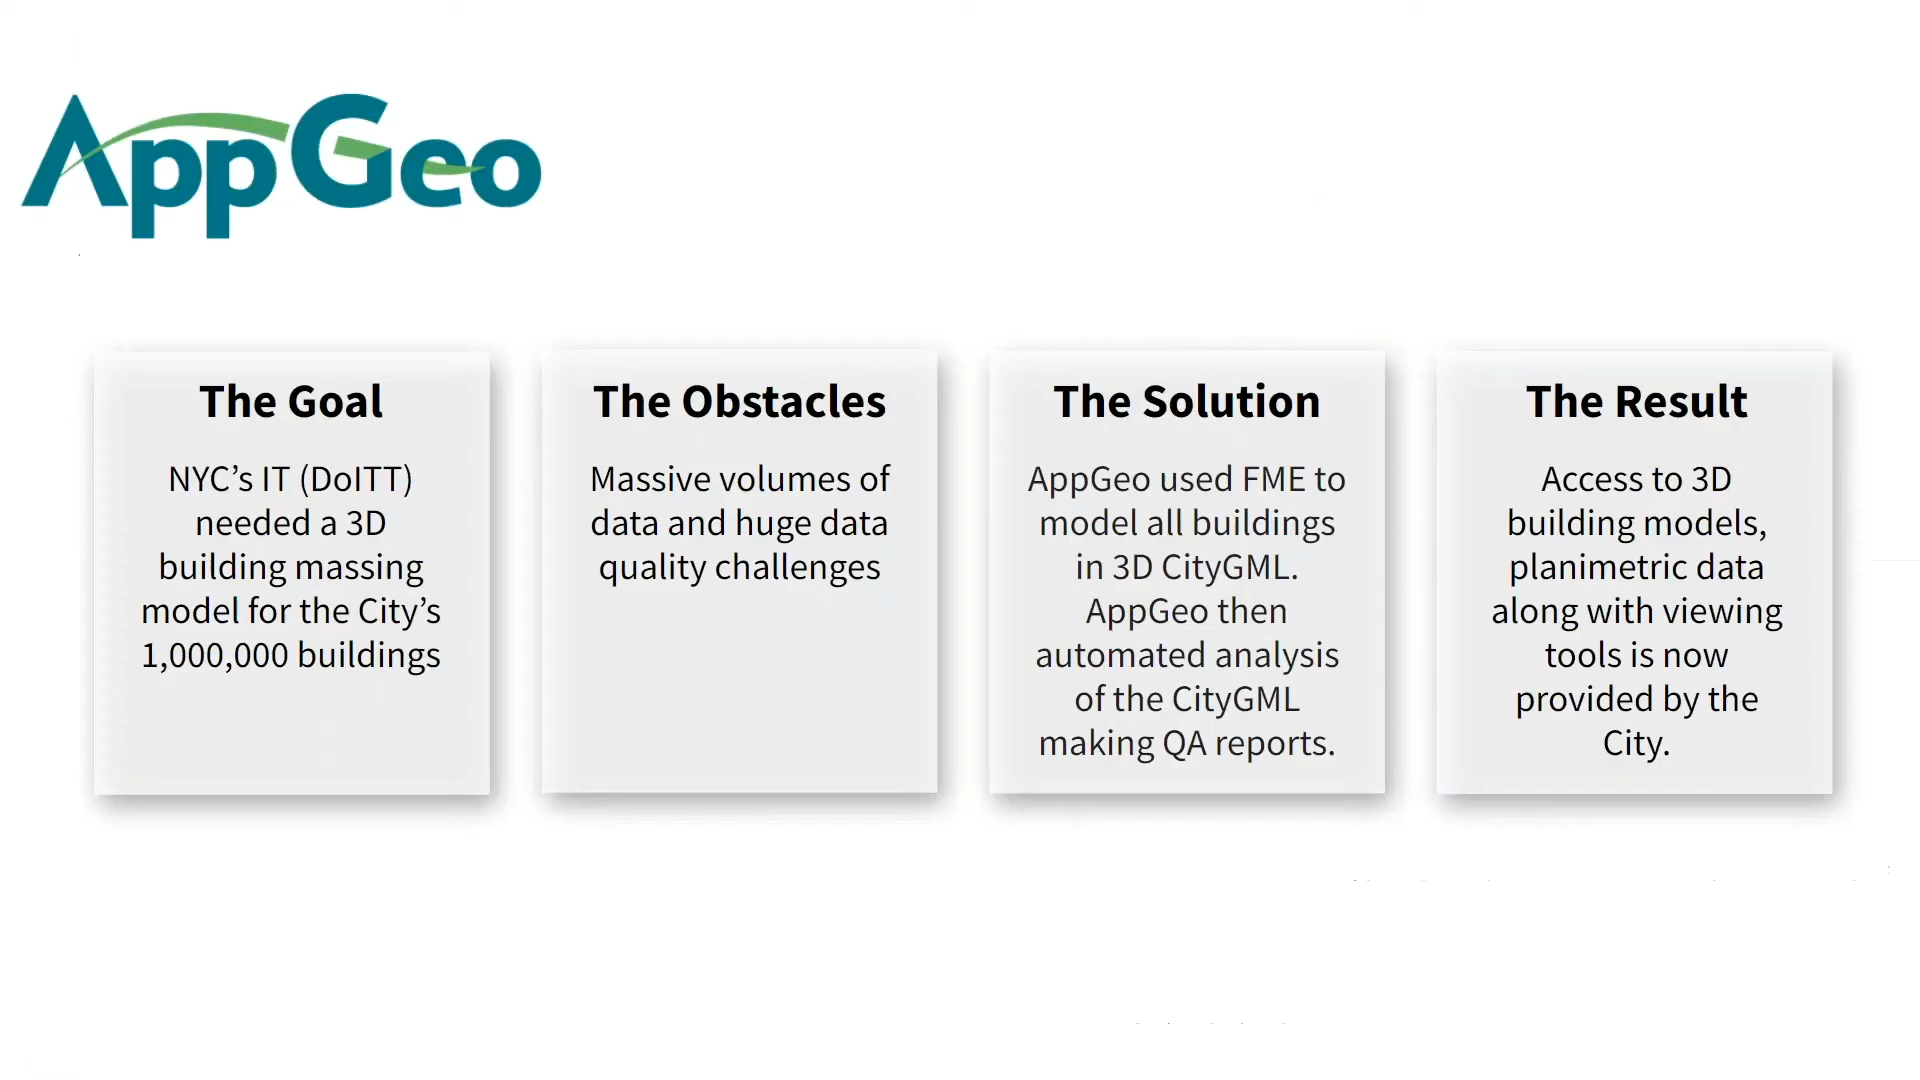 AppGeo
The Goal
NYC’s IT (DoITT)
needed a 3D
building massing
model for the City’s
1,000,000 buildings
The Obstacles
Massive volumes of
data and huge data
quality challenges
The Solution
AppGeo used FME to
model all buildings
in 3D CityGML.
AppGeo then
automated analysis
of the CityGML
making QA reports.
The Result
Access to 3D
building models,
planimetric data
along with viewing
tools is now
provided by the
City.